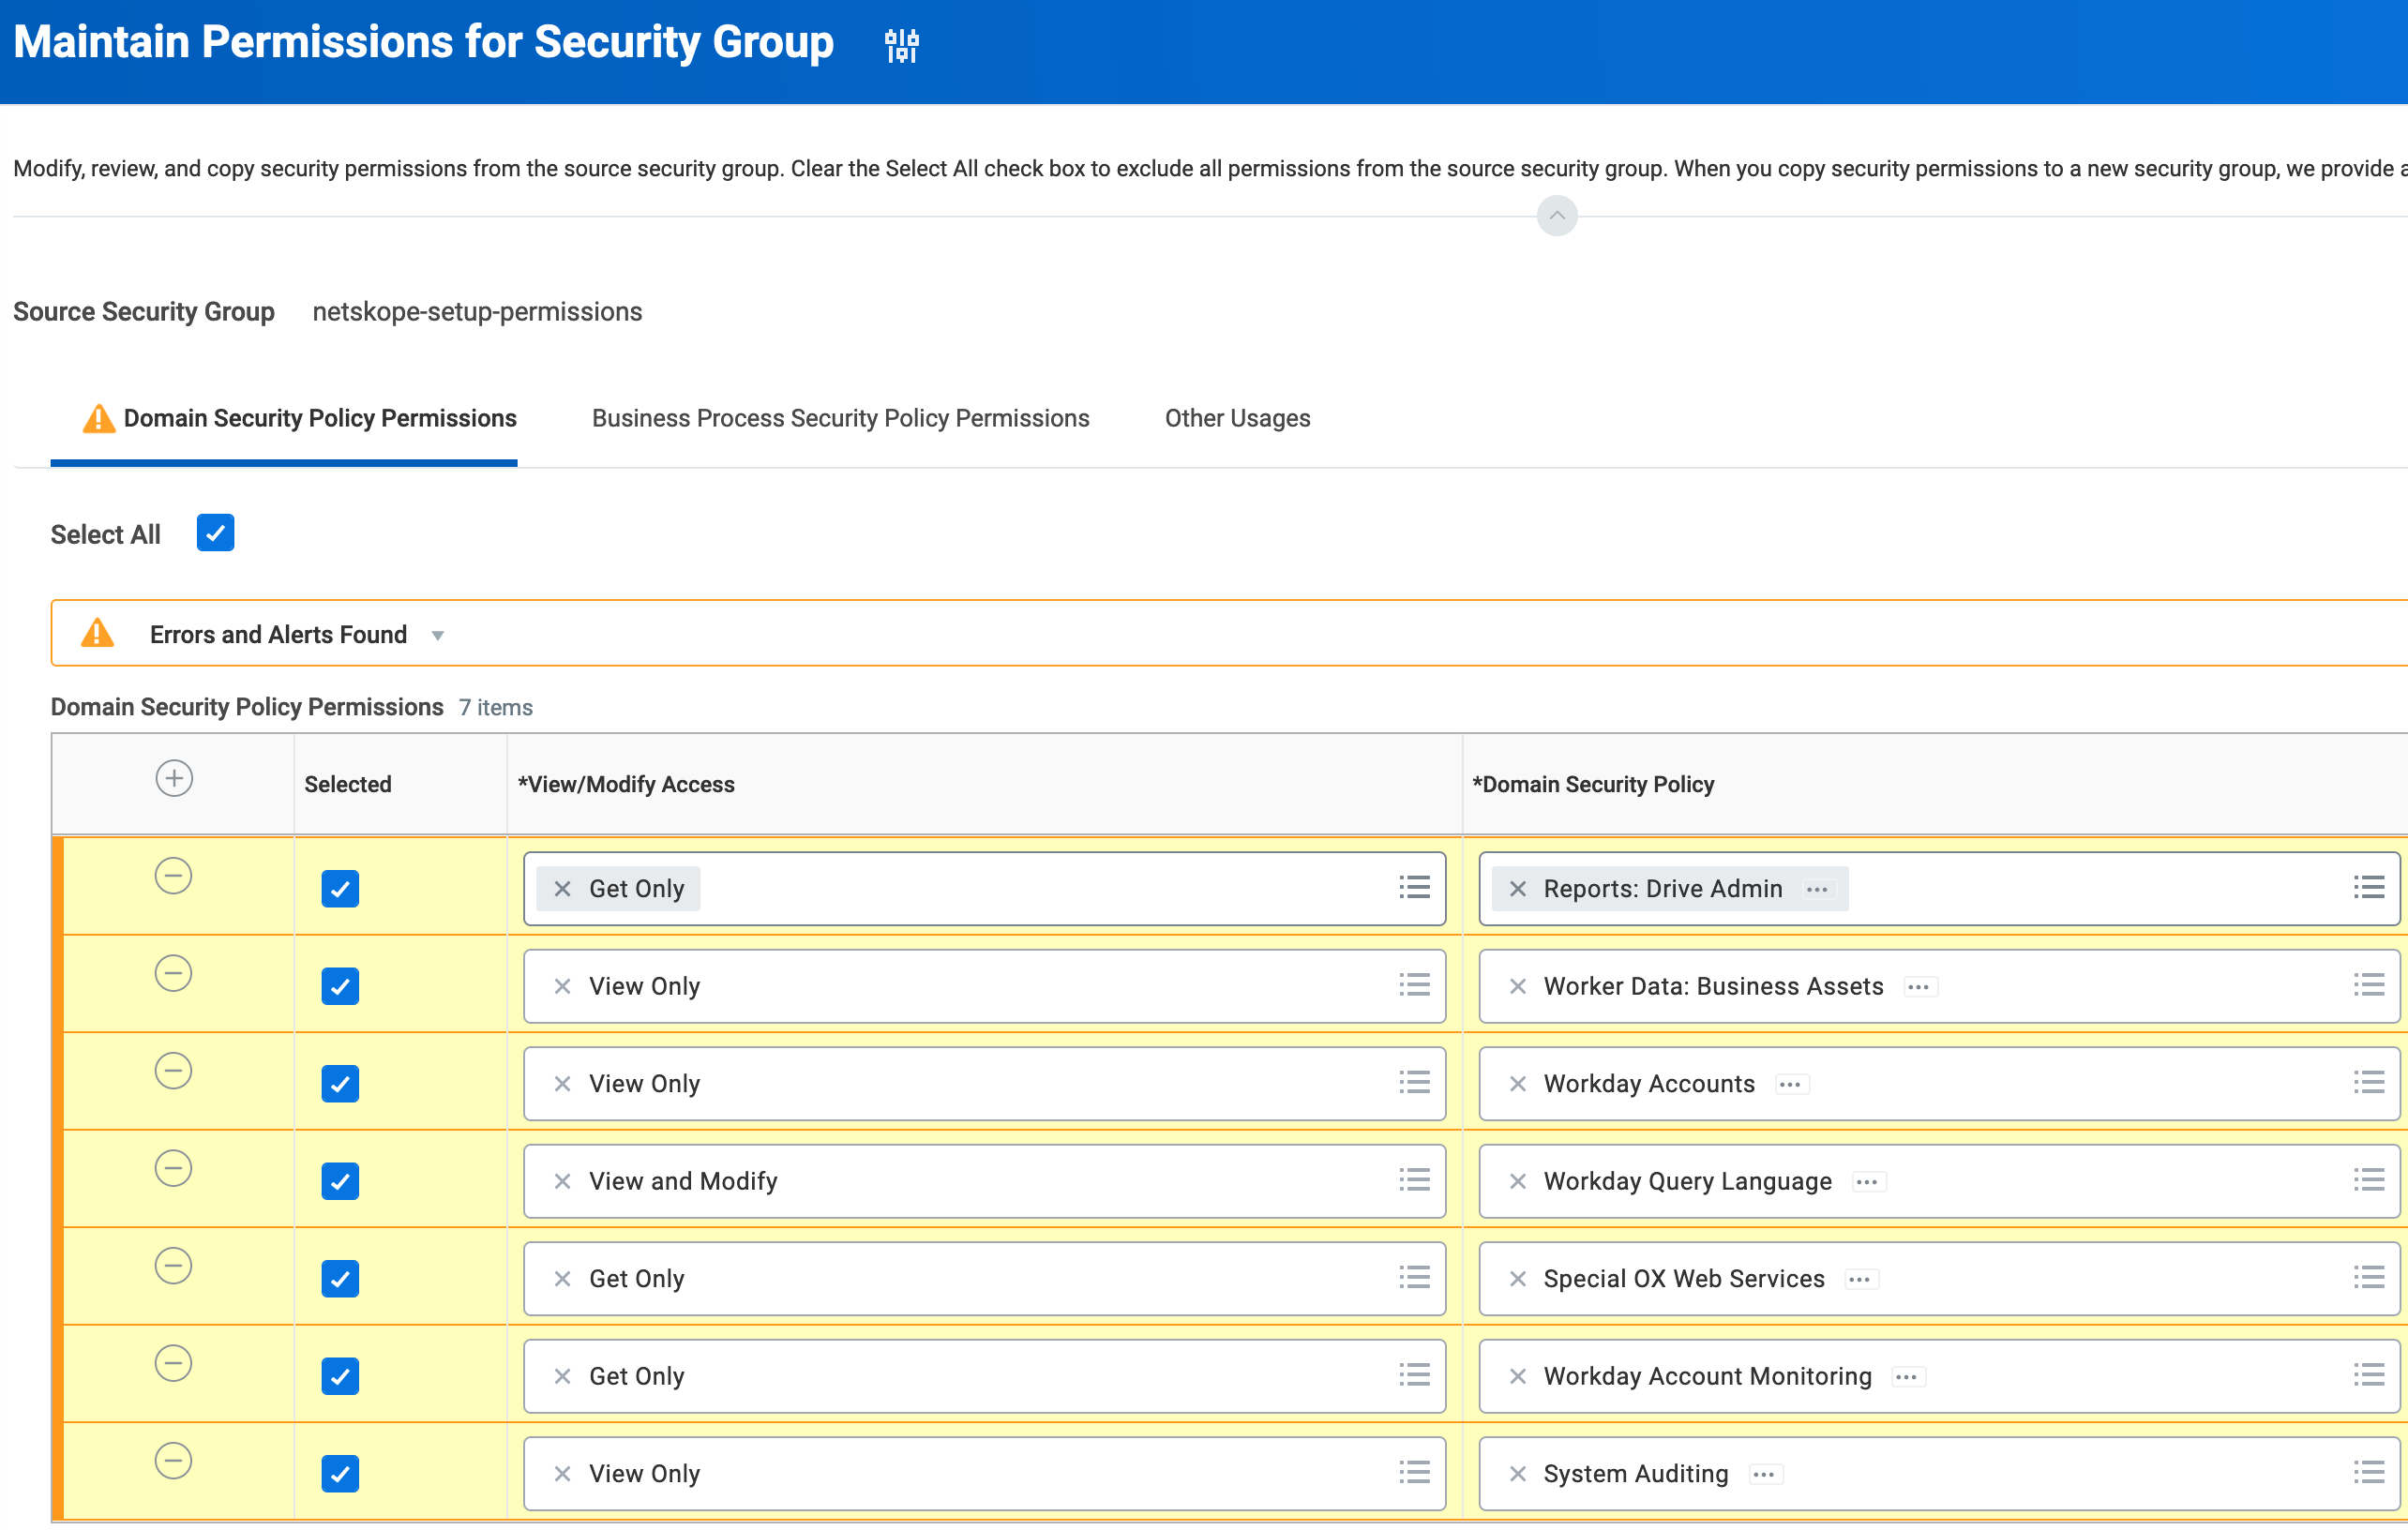 Maintain Permissions for Security Group
Modify, review, and copy security permissions from the source security group. Clear the Select All check box to exclude all permissions from the source security group. When you copy security permissions to a new security group, we provide
Source Security Group netskope-setup-permissions
Domain Security Policy Permissions Business Process Security Policy Permissions Other Usages
Select All
Errors and Alerts Found
Domain Security Policy Permissions 7 items
Selected *View/Modify Access *Domain Security Policy
Get Only Reports: Drive Admin
View Only Worker Data: Business Assets
View Only Workday Accounts
View and Modify Workday Query Language
Get Only Special OX Web Services
Get Only Workday Account Monitoring
View Only System Auditing